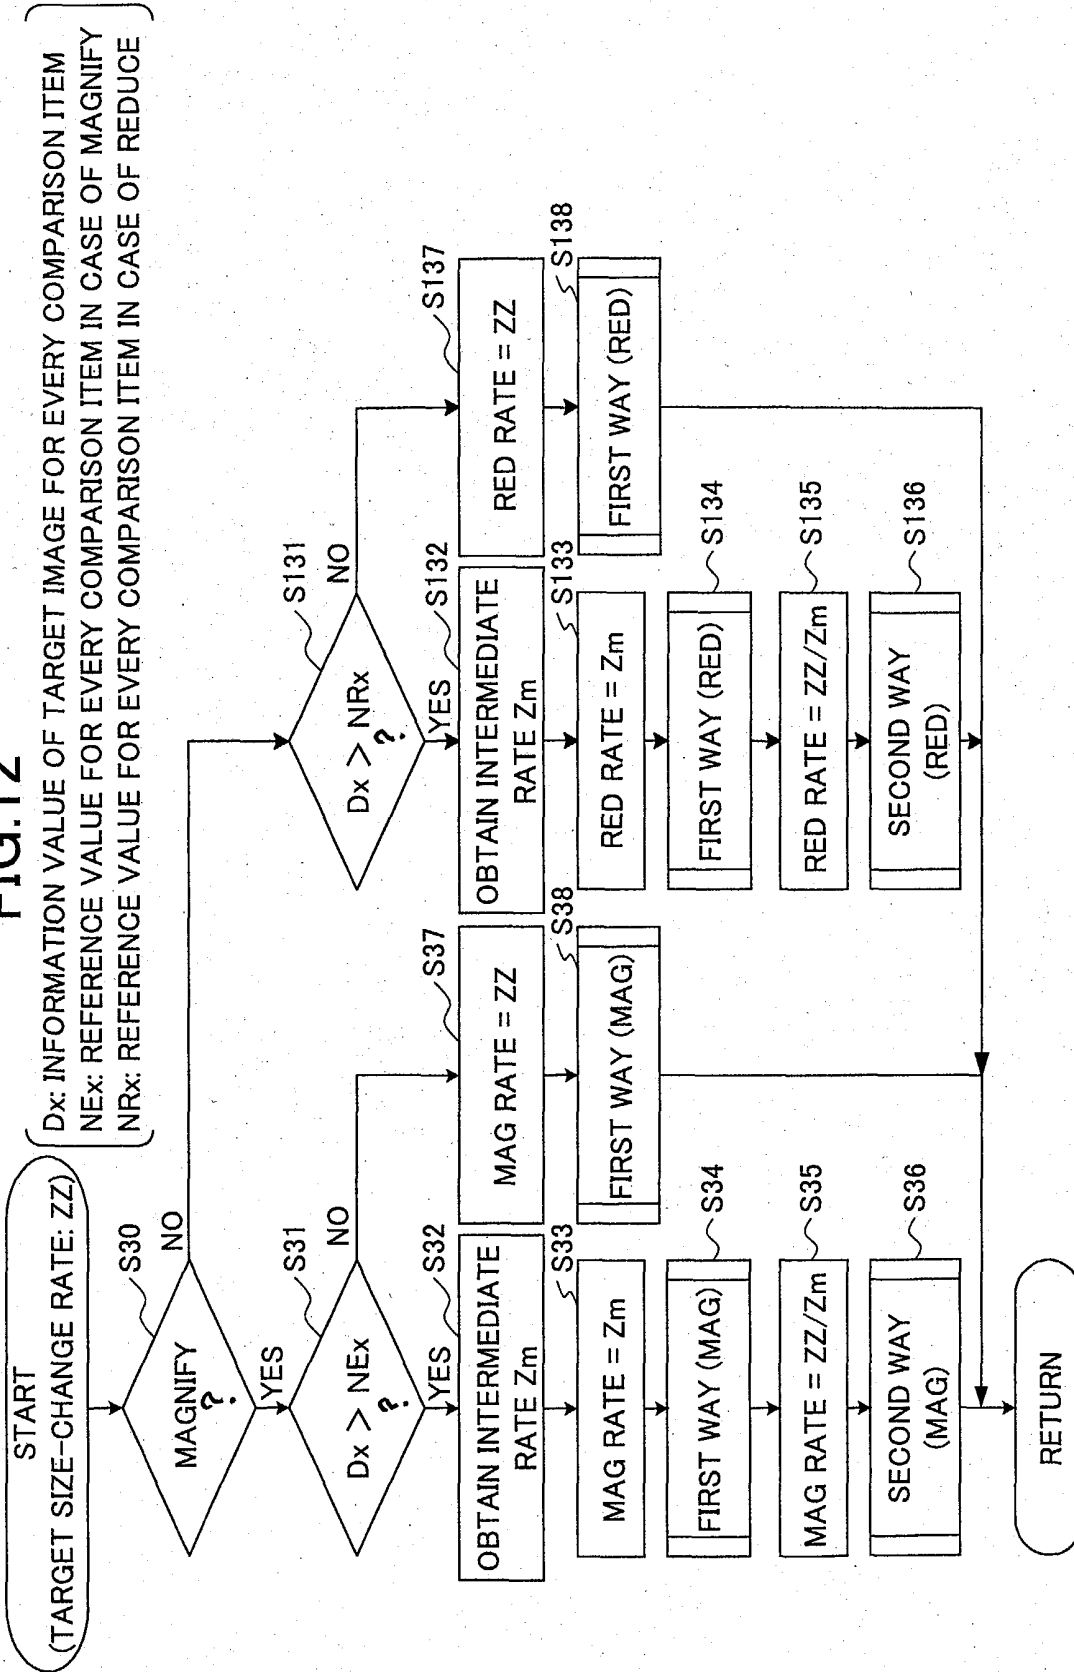 FIG.12
Dx: INFORMATION VALUE OF TARGET IMAGE FOR EVERY COMPARISON ITEM
NEx: REFERENCE VALUE FOR EVERY COMPARISON ITEM IN CASE OF MAGNIFY
NRx: REFERENCE VALUE FOR EVERY COMPARISON ITEM IN CASE OF REDUCE
START
(TARGET SIZE-CHANGE RATE: ZZ)
S30
MAGNIFY
?
NO
YES
S31
Dx > NEx
?
NO
YES
S32
OBTAIN INTERMEDIATE
RATE Zm
S33
MAG RATE = Zm
S34
FIRST WAY (MAG)
S35
MAG RATE = ZZ/Zm
S36
SECOND WAY
(MAG)
S37
MAG RATE = ZZ
S38
FIRST WAY (MAG)
S131
Dx > NRx
?
NO
YES
S132
OBTAIN INTERMEDIATE
RATE Zm
S133
RED RATE = Zm
S134
FIRST WAY (RED)
S135
RED RATE = ZZ/Zm
S136
SECOND WAY
(RED)
S137
RED RATE = ZZ
S138
FIRST WAY (RED)
RETURN